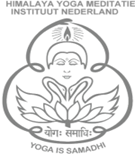 HIMALAYA YOGA MEDITATIE
INSTITUUT NEDERLAND
योगः समाधिः
YOGA IS SAMADHI